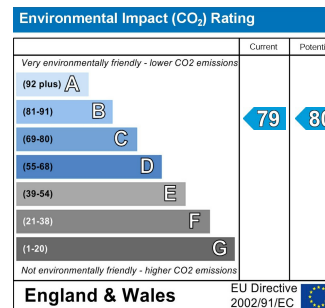 Environmental Impact (CO₂) Rating
Current
Very environmentally friendly - lower CO2 emissions
(92 plus) A
(81-91) B
79
80
(69-80) C
(55-68) D
(39-54) E
(21-38) F
(1-20) G
Not environmentally friendly - higher CO2 emissions
England & Wales
EU Directive
2002/91/EC